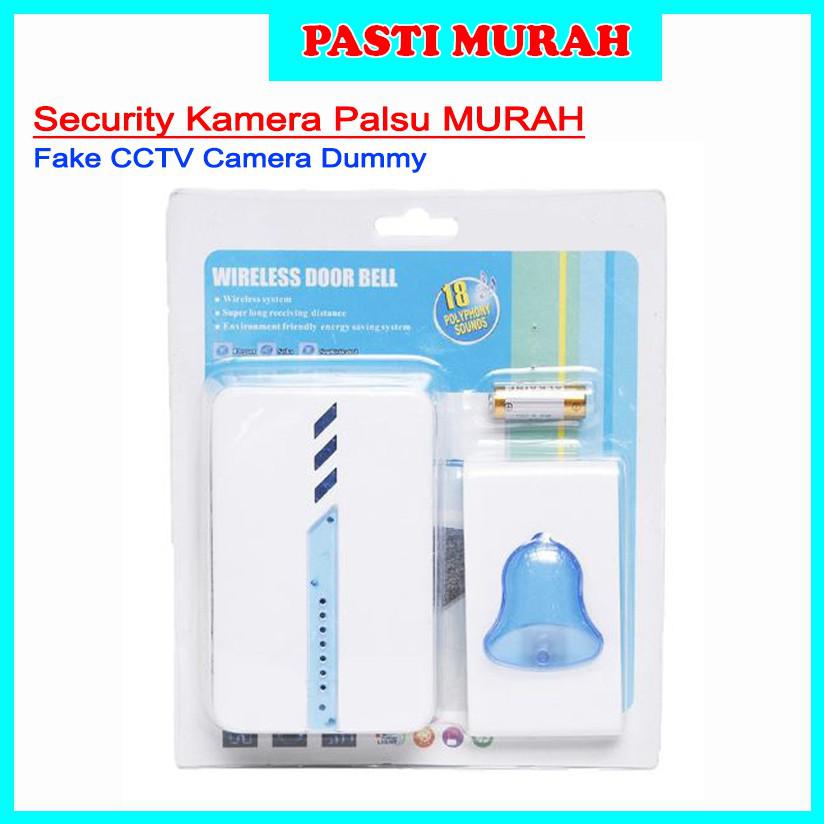 PASTI MURAH
Security Kamera Palsu MURAH
Fake CCTV Camera Dummy
WIRELESS DOOR BELL
Wireless system
Super long receiving distance
Environment friendly energy saving system
18
POLYPHONY
SOUNDS